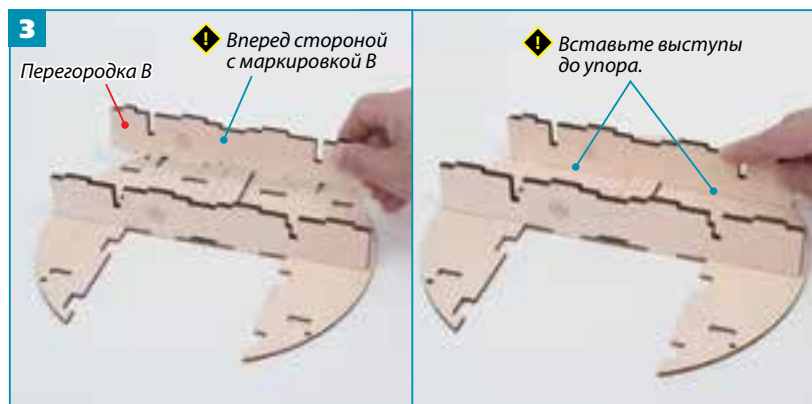 3
Перегородка В
Вперед стороной
с маркировкой В
Вставьте выступы
до упора.